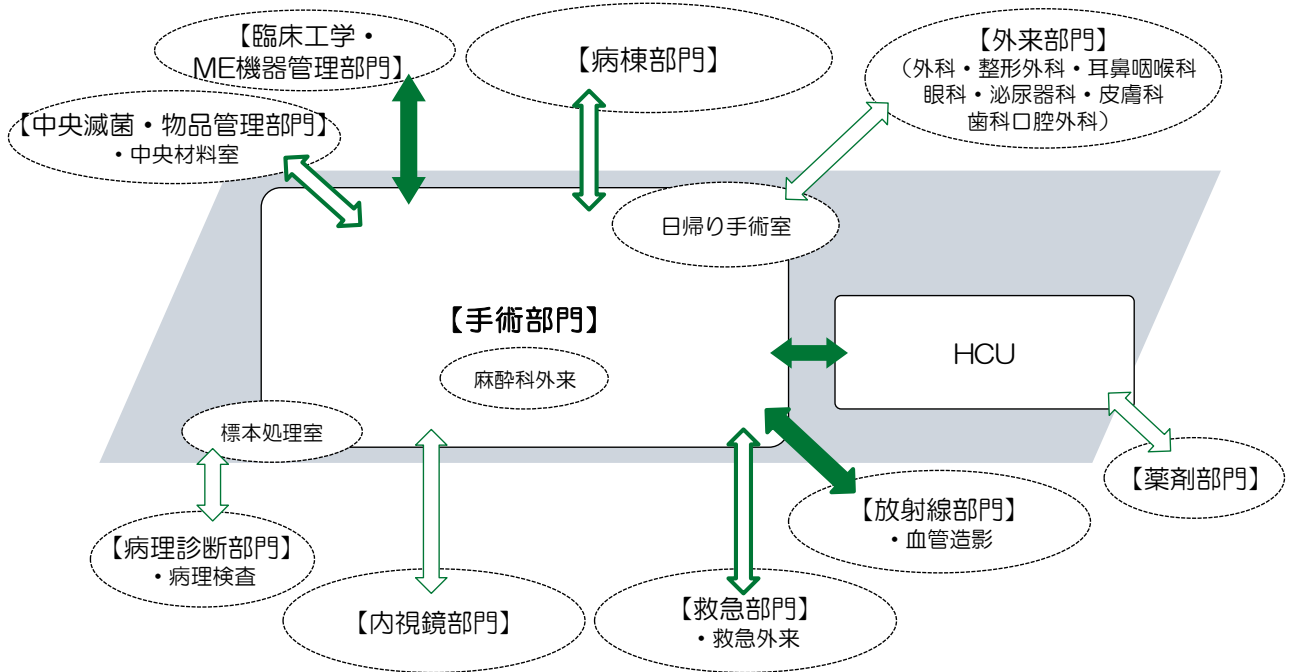 【臨床工学・
ME機器管理部門】
【病棟部門】
【外来部門】
（外科・整形外科・耳鼻咽喉科
眼科・泌尿器科・皮膚科
歯科口腔外科）
【中央滅菌・物品管理部門】
・中央材料室
日帰り手術室
【手術部門】
麻酔科外来
HCU
標本処理室
【薬剤部門】
【放射線部門】
・血管造影
【病理診断部門】
・病理検査
【内視鏡部門】
【救急部門】
・救急外来